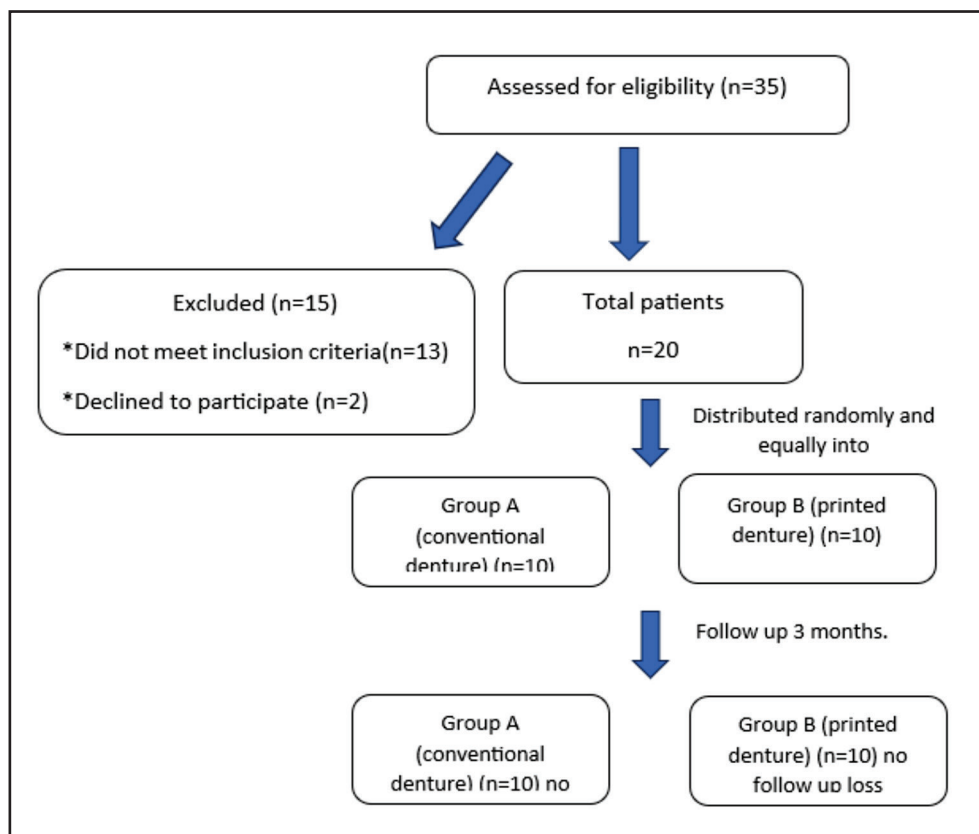 Assessed for eligibility (n=35)
Excluded (n=15)
*Did not meet inclusion criteria(n=13)
*Declined to participate (n=2)
Total patients
n=20
Distributed randomly and
equally into
Group A
(conventional
denture) (n=10)
Group B (printed
denture) (n=10)
Follow up 3 months.
Group A
(conventional
denture) (n=10) no
Group B (printed
denture) (n=10) no
follow up loss